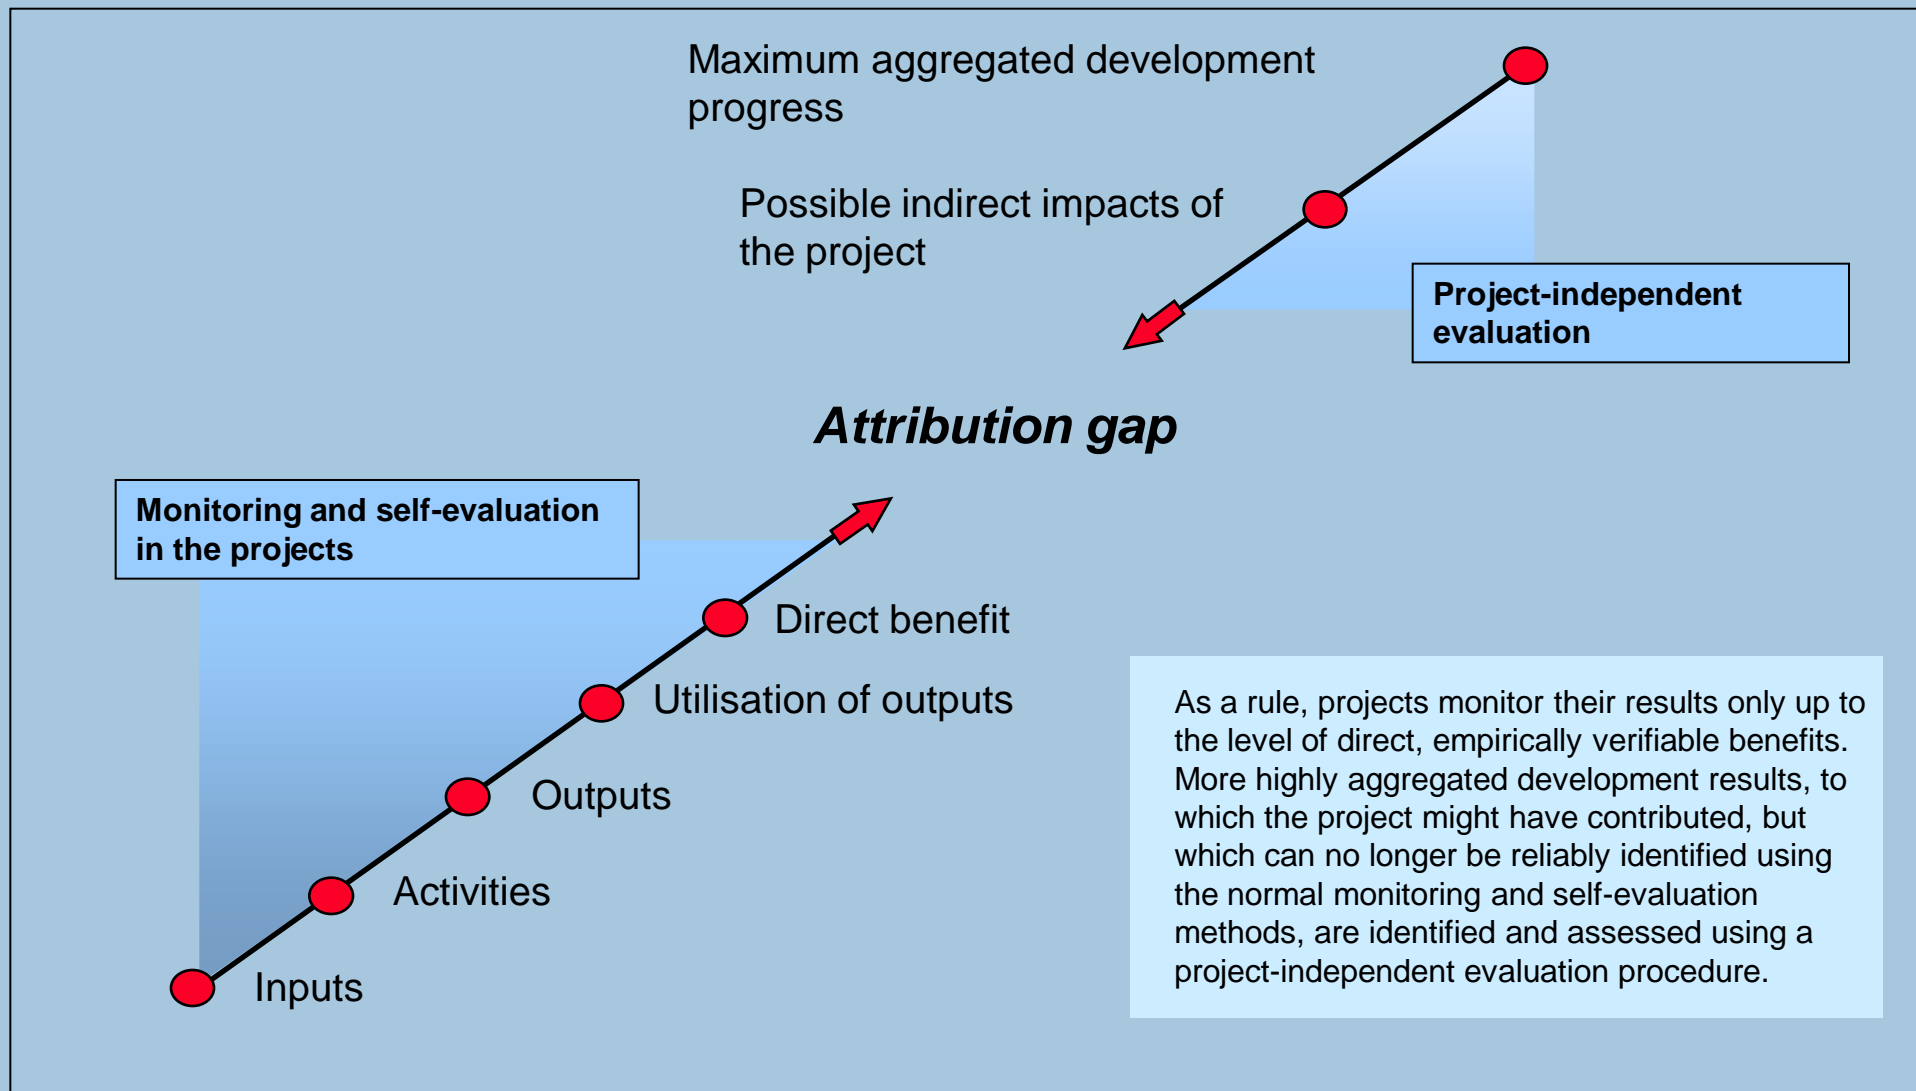 Maximum aggregated development
progress
Possible indirect impacts of
the project
Project-independent
evaluation
Attribution gap
Monitoring and self-evaluation
in the projects
Direct benefit
Utilisation of outputs
Outputs
Activities
Inputs
As a rule, projects monitor their results only up to
the level of direct, empirically verifiable benefits.
More highly aggregated development results, to
which the project might have contributed, but
which can no longer be reliably identified using
the normal monitoring and self-evaluation
methods, are identified and assessed using a
project-independent evaluation procedure.